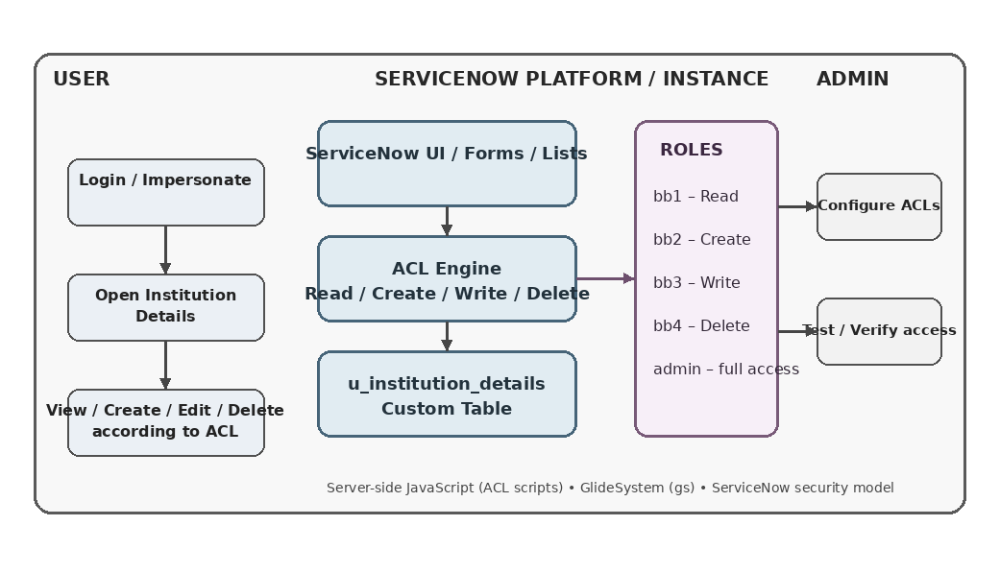 USER
SERVICENOW PLATFORM / INSTANCE
ADMIN
Login / Impersonate
Open Institution
Details
View / Create / Edit / Delete
according to ACL
ServiceNow UI / Forms / Lists
ACL Engine
Read / Create / Write / Delete
u_institution_details
Custom Table
ROLES
bb1 – Read
bb2 – Create
bb3 – Write
bb4 – Delete
admin – full access
Configure ACLs
Test / Verify access
Server-side JavaScript (ACL scripts) • GlideSystem (gs) • ServiceNow security model